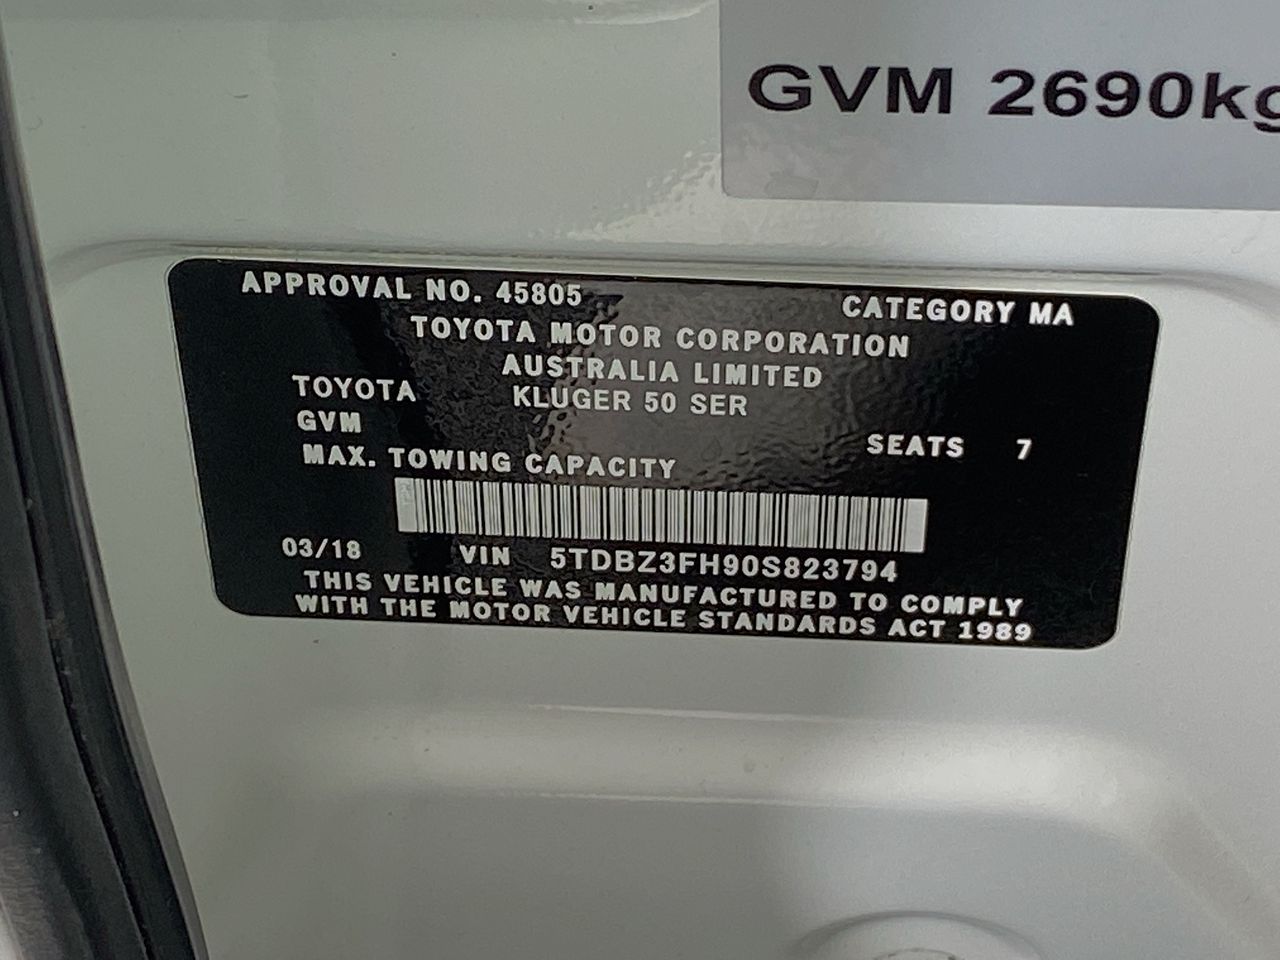 GVM 2690kg
APPROVAL NO. 45805 CATEGORY MA
TOYOTA MOTOR CORPORATION
AUSTRALIA LIMITED
TOYOTA KLUGER 50 SER
GVM SEATS 7
MAX. TOWING CAPACITY
03/18 VIN 5TDBZ3FH90S823794
THIS VEHICLE WAS MANUFACTURED TO COMPLY
WITH THE MOTOR VEHICLE STANDARDS ACT 1989